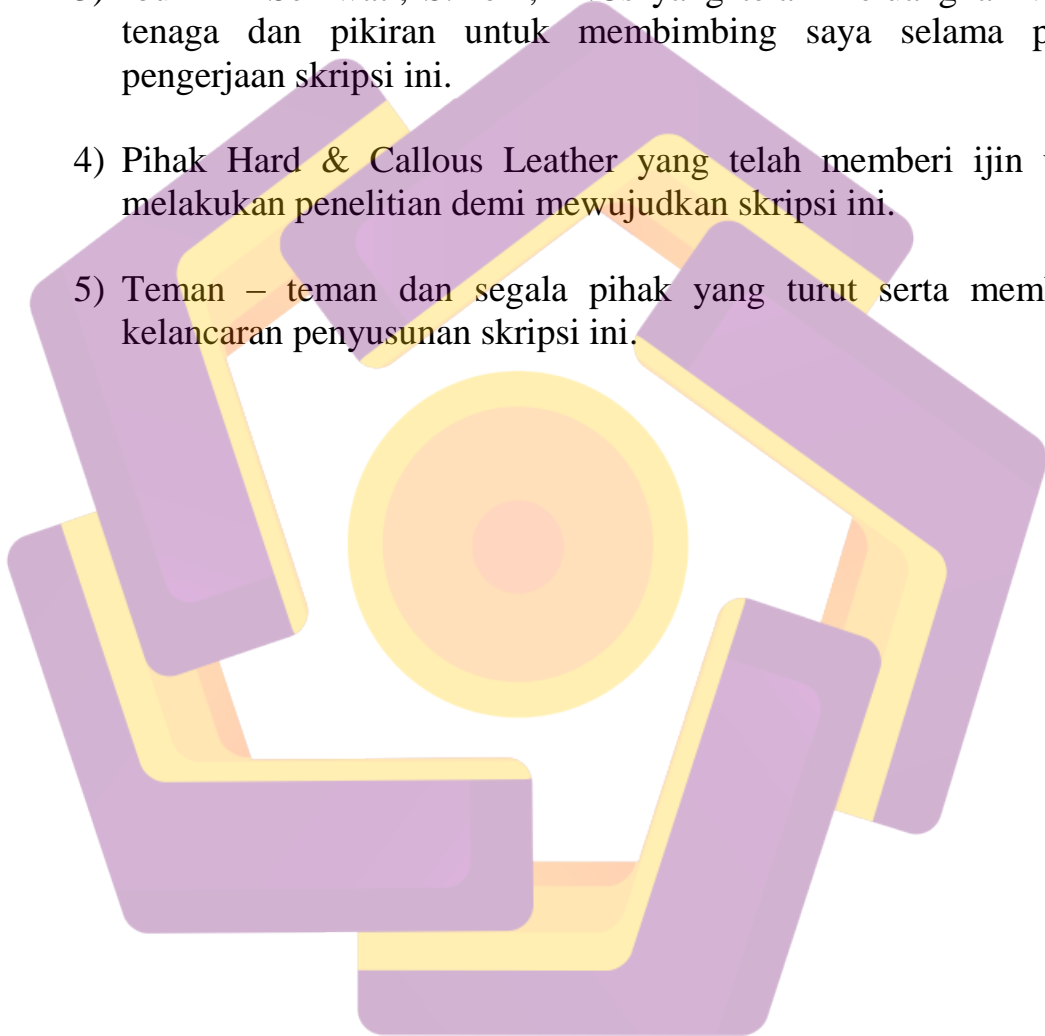 tenaga dan pikiran untuk membimbing saya selama
pengerjaan skripsi ini.
4) Pihak Hard & Callous Leather yang telah memberi ijin
melakukan penelitian demi mewujudkan skripsi ini.
5) Teman – teman dan segala pihak yang turut serta
kelancaran penyusunan skripsi ini.